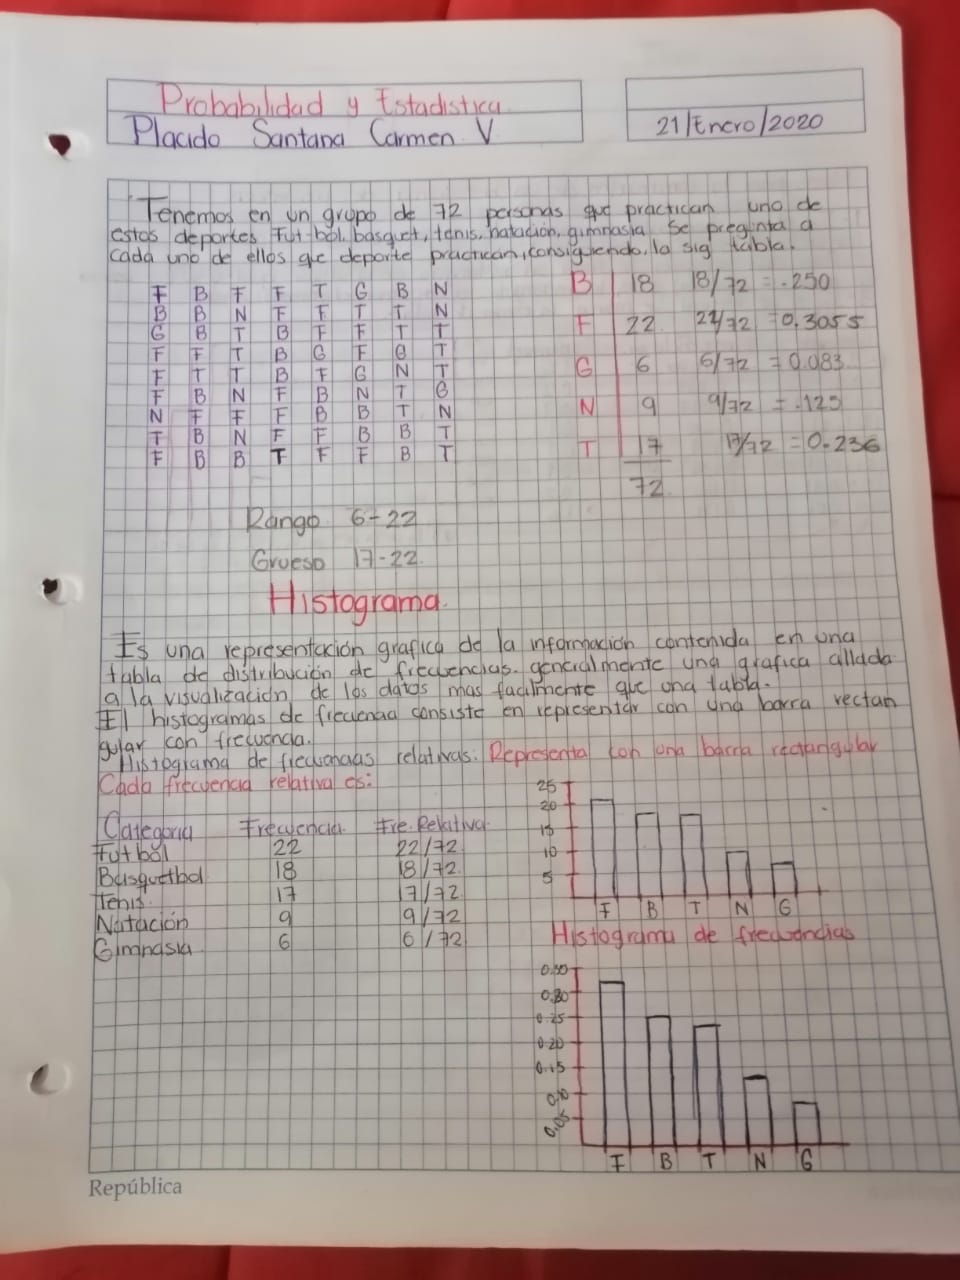 Probabilidad y Estadistica
Placido Santana Carmen V
21/Enero/2020
Tenemos en un grupo de 72 personas que practican uno de
estos deportes Fut bol, basquet, tenis, natación, gimnasia Se pregunta a
cada uno de ellos que deporte practican, consiguiendo, la sig tabla.
F B F F T G B N
B B N F F T T N
G B T B F F T T
F F T B G F G T
F T T B F G N T
F B N F B N T G
N F F F B B T N
T B N F F B B T
F B B T F F B T
B 18 18/72 = .250
F 22 22/72 = 0.3055
G 6 6/72 = 0.083
N 9 9/72 = .125
T 17 17/72 = 0.236
72
Rango 6-22
Grueso 17-22
Histograma
Es una representación grafica de la información contenida en una
tabla de distribución de frecuencias. generalmente una grafica allada
a la visualización de los datos mas facilmente que una tabla.
El histogramas de frecuencia consiste en representar con una barra rectan
gular con frecuencia.
Histograma de frecuencias relativas: Representa con una barra rectangular
Cada frecuencia relativa es:
Categoria Frecuencia Fre. Relativa
Futbol 22 22/72
Basquetbol 18 18/72
Tenis 17 17/72
Natación 9 9/72
Gimnasia 6 6/72
25
20
15
10
5
F B T N G
Histograma de frecuencias
0.30
0.25
0.20
0.15
0.10
0.05
F B T N G
República